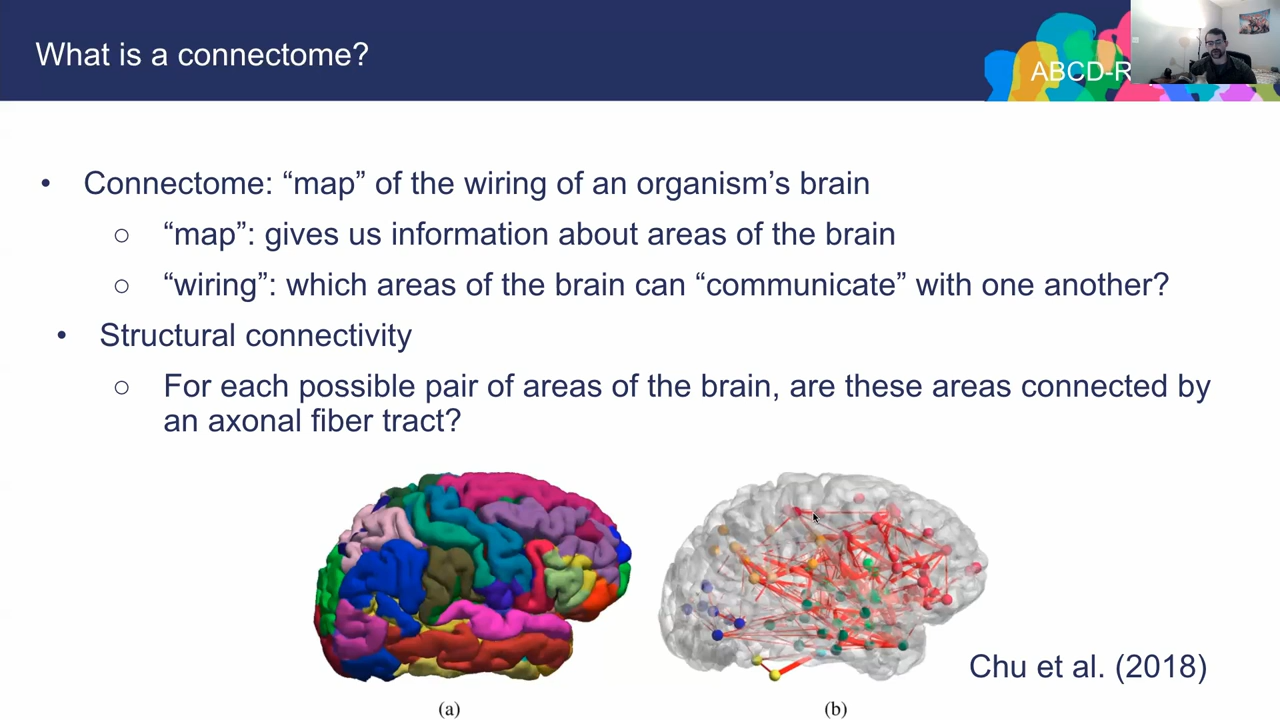 What is a connectome?
ABCD-R
• Connectome: “map” of the wiring of an organism’s brain
○ “map”: gives us information about areas of the brain
○ “wiring”: which areas of the brain can “communicate” with one another?
• Structural connectivity
○ For each possible pair of areas of the brain, are these areas connected by
an axonal fiber tract?
Chu et al. (2018)
(a)
(b)